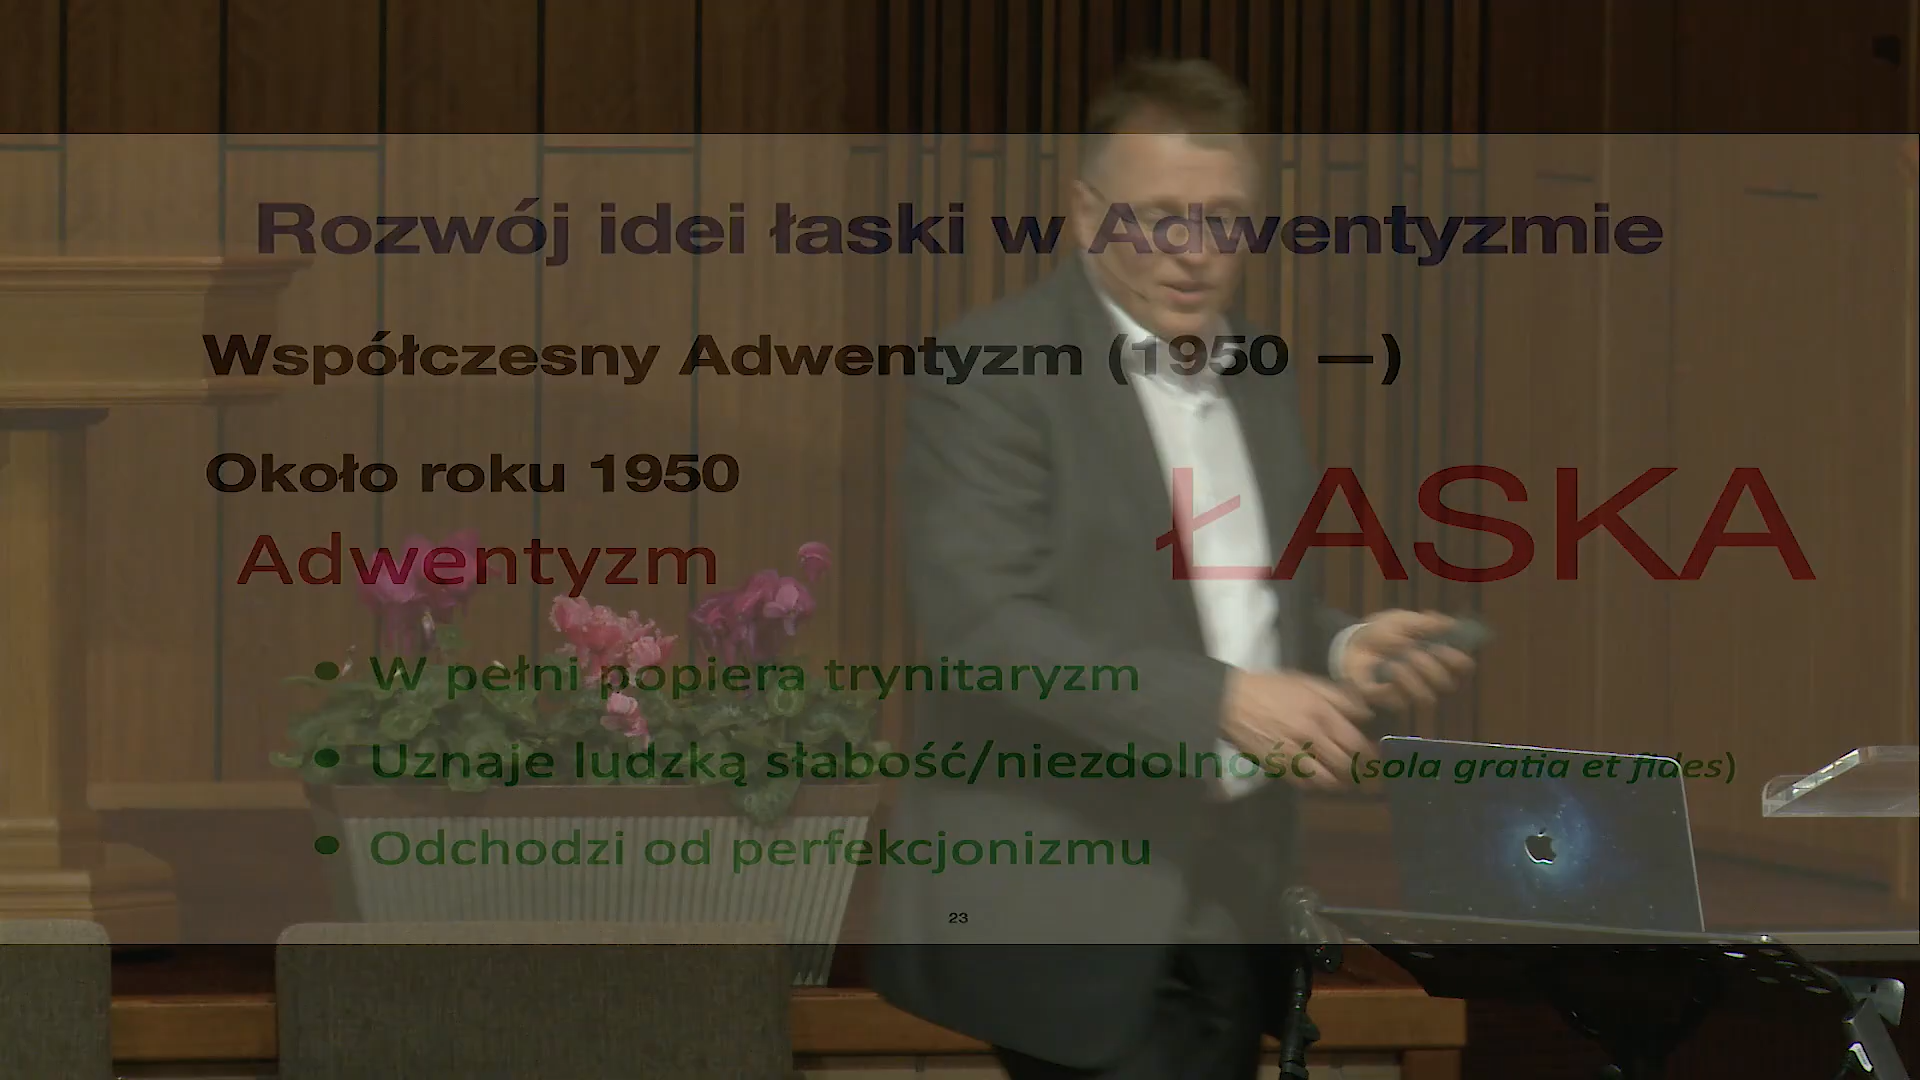 Rozwój idei łaski w Adwentyzmie
Współczesny Adwentyzm (1950 —)
Około roku 1950
Adwentyzm
ŁASKA
• W pełni popiera trynitaryzm
• Uznaje ludzką słabość/niezdolność (sola gratia et fides)
• Odchodzi od perfekcjonizmu
23